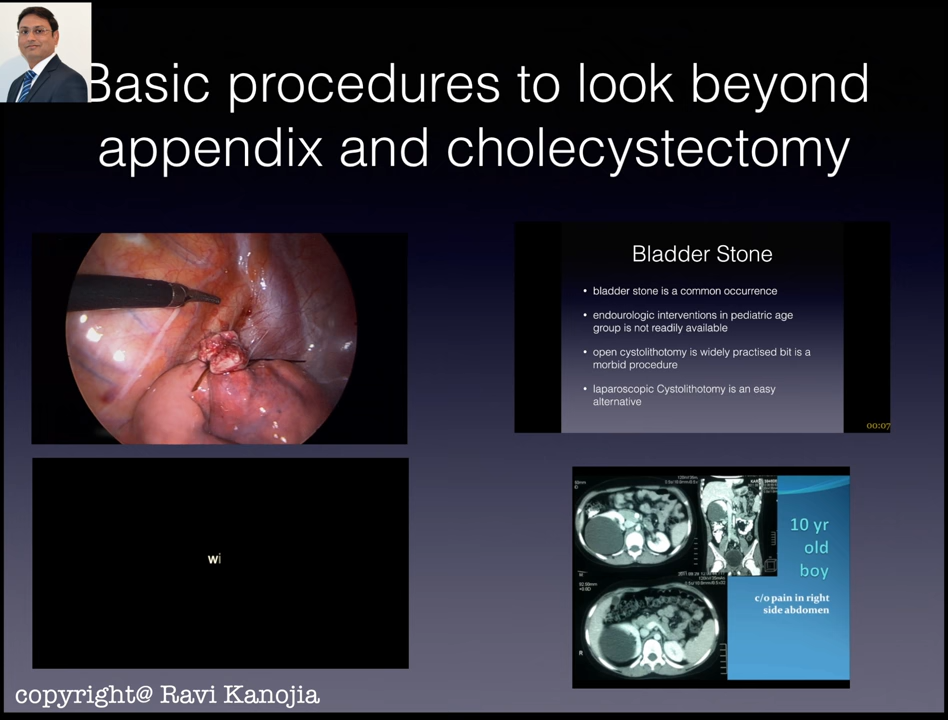 Basic procedures to look beyond
appendix and cholecystectomy
Bladder Stone
• bladder stone is a common occurrence
• endourologic interventions in pediatric age
group is not readily available
• open cystolithotomy is widely practised bit is a
morbid procedure
• laparoscopic Cystolithotomy is an easy
alternative
00:07
wi
10 yr
old
boy
c/o pain in right
side abdomen
copyright@ Ravi Kanojia